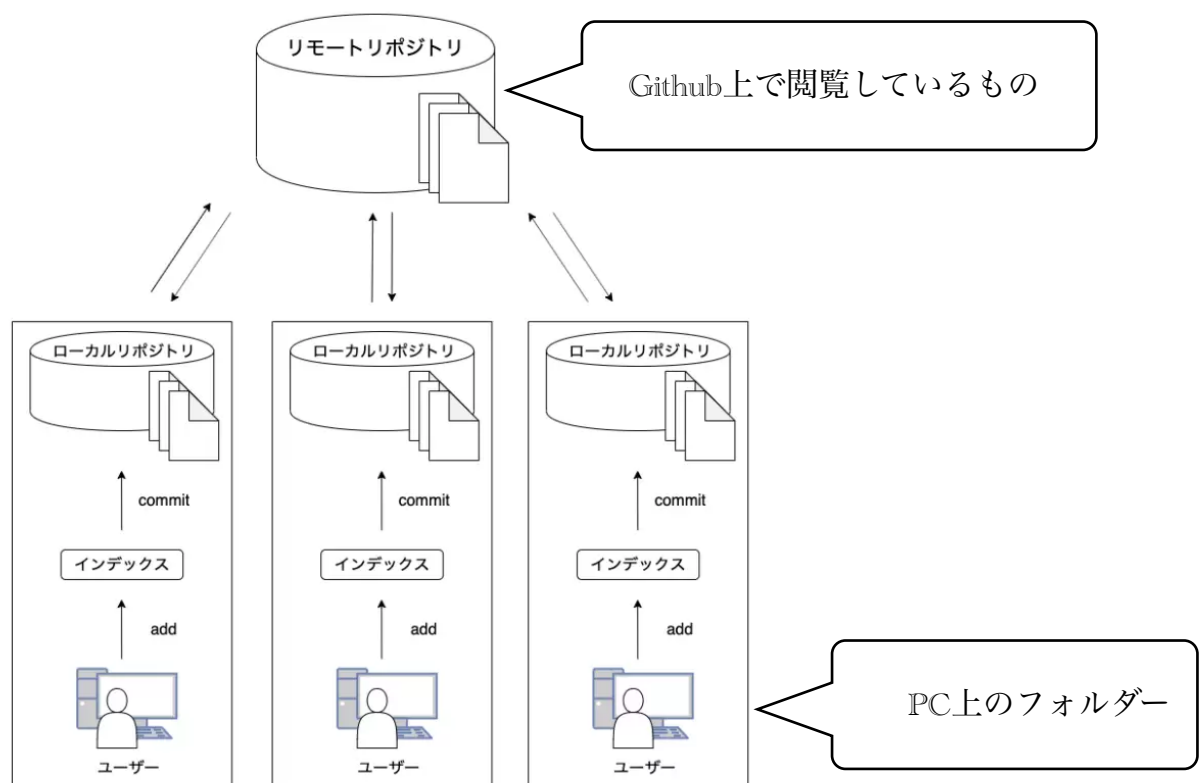 リモートリポジトリ
Github上で閲覧しているもの
ローカルリポジトリ
commit
インデックス
add
ユーザー
ローカルリポジトリ
commit
インデックス
add
ユーザー
ローカルリポジトリ
commit
インデックス
add
ユーザー
PC上のフォルダー